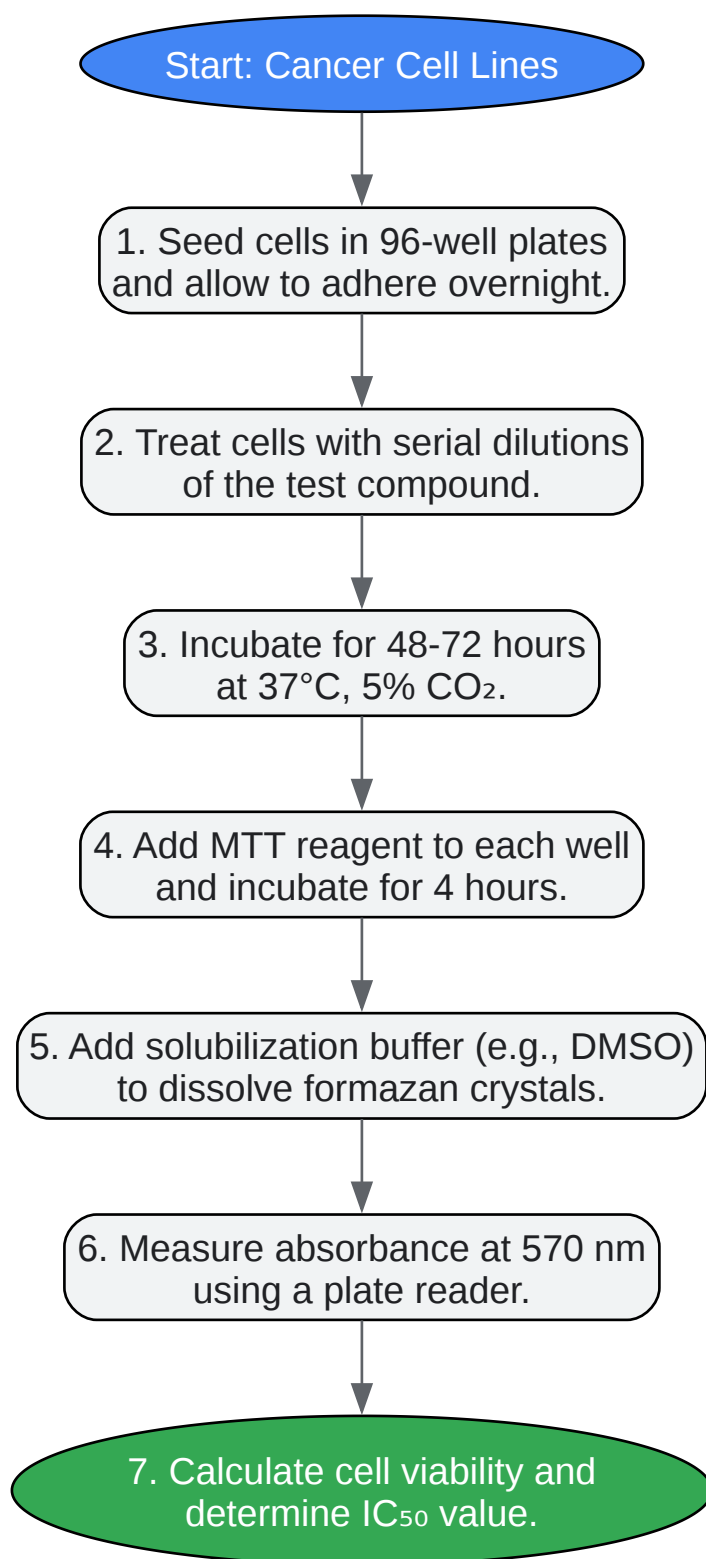 Start: Cancer Cell Lines
1. Seed cells in 96-well plates
and allow to adhere overnight.
2. Treat cells with serial dilutions
of the test compound.
3. Incubate for 48-72 hours
at 37°C, 5% CO₂.
4. Add MTT reagent to each well
and incubate for 4 hours.
5. Add solubilization buffer (e.g., DMSO)
to dissolve formazan crystals.
6. Measure absorbance at 570 nm
using a plate reader.
7. Calculate cell viability and
determine IC₅₀ value.